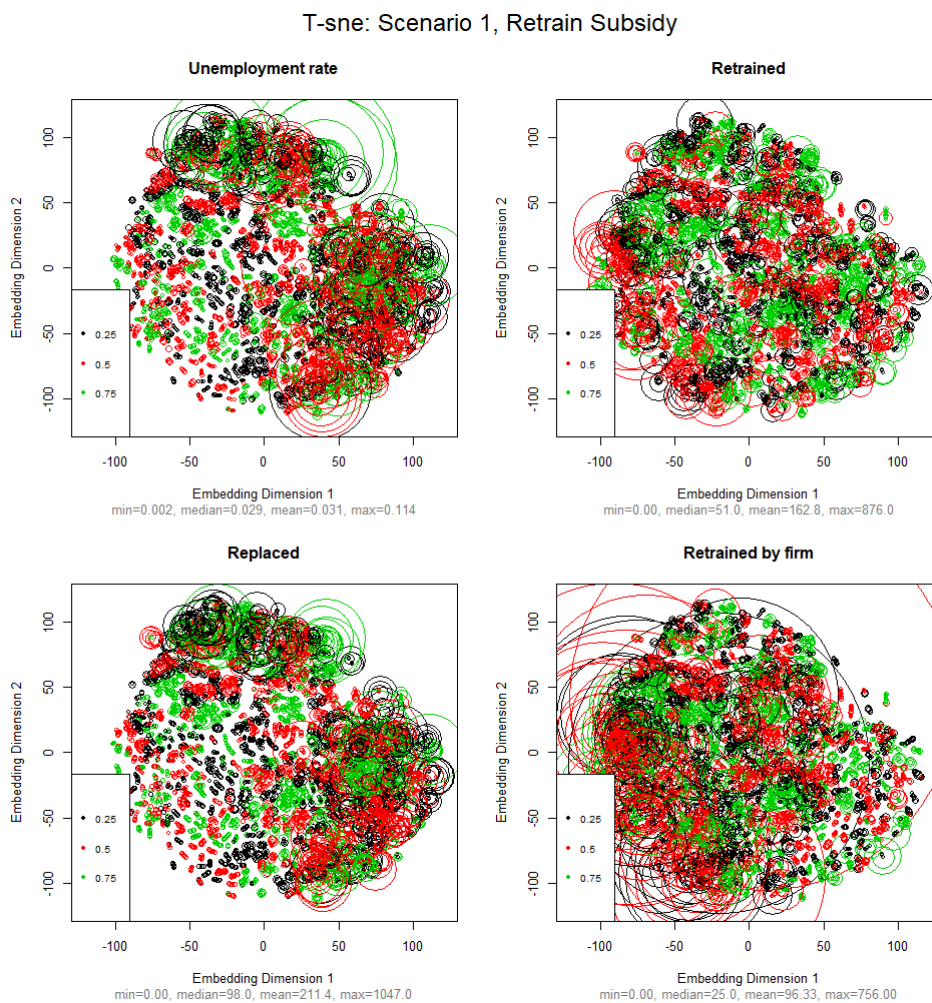 T-sne: Scenario 1, Retrain Subsidy
Unemployment rate
Embedding Dimension 2
100
50
0
-50
-100
0.25
0.5
0.75
-100 -50 0 50 100
Embedding Dimension 1
min=0.002, median=0.029, mean=0.031, max=0.114
Retrained
Embedding Dimension 2
100
50
0
-50
-100
0.25
0.5
0.75
-100 -50 0 50 100
Embedding Dimension 1
min=0.00, median=51.0, mean=162.8, max=876.0
Replaced
Embedding Dimension 2
100
50
0
-50
-100
0.25
0.5
0.75
-100 -50 0 50 100
Embedding Dimension 1
min=0.00, median=98.0, mean=211.4, max=1047.0
Retrained by firm
Embedding Dimension 2
100
50
0
-50
-100
0.25
0.5
0.75
-100 -50 0 50 100
Embedding Dimension 1
min=0.00, median=25.0, mean=96.33, max=756.00